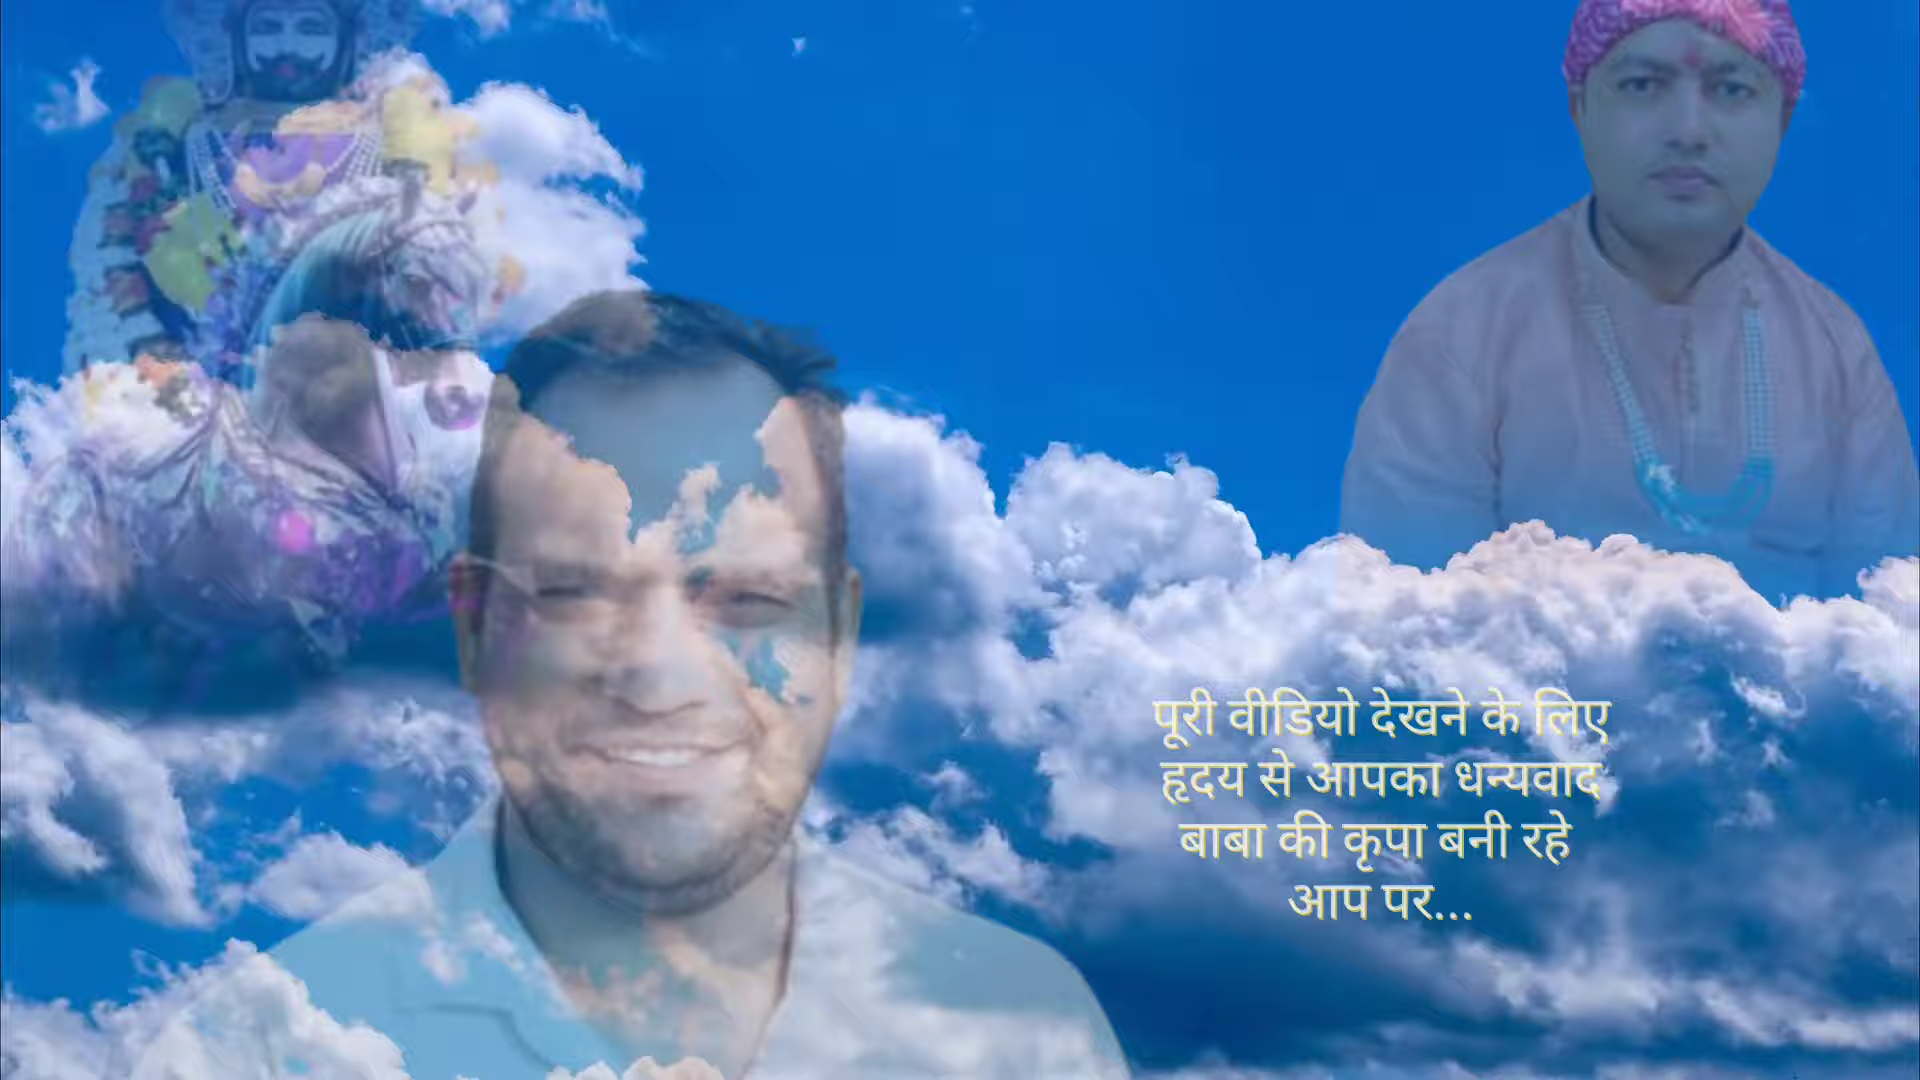 पूरी वीडियो देखने के लिए
हृदय से आपका धन्यवाद
बाबा की कृपा बनी रहे
आप पर...